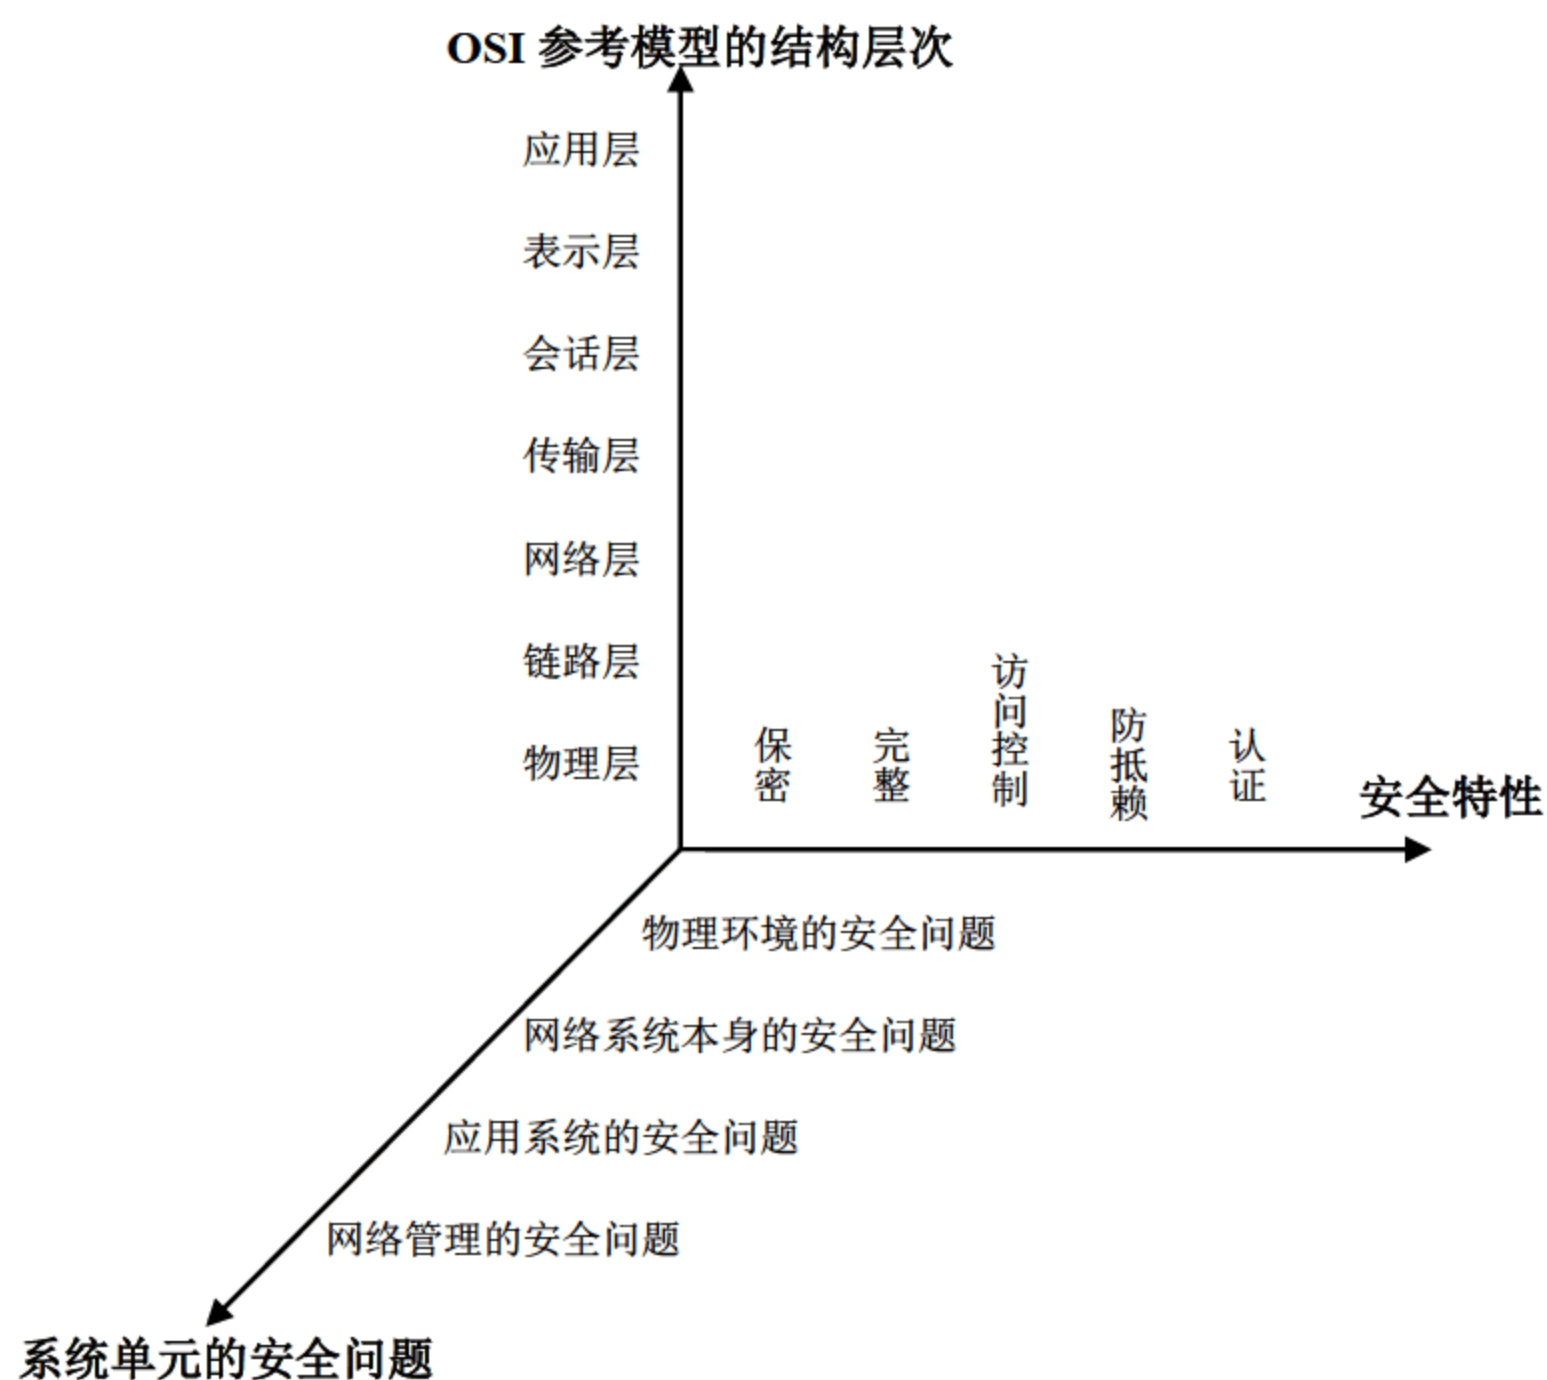 OSI 参考模型的结构层次
应用层
表示层
会话层
传输层
网络层
链路层
物理层
保密
完整
访问控制
防抵赖
认证
安全特性
物理环境的安全问题
网络系统本身的安全问题
应用系统的安全问题
网络管理的安全问题
系统单元的安全问题